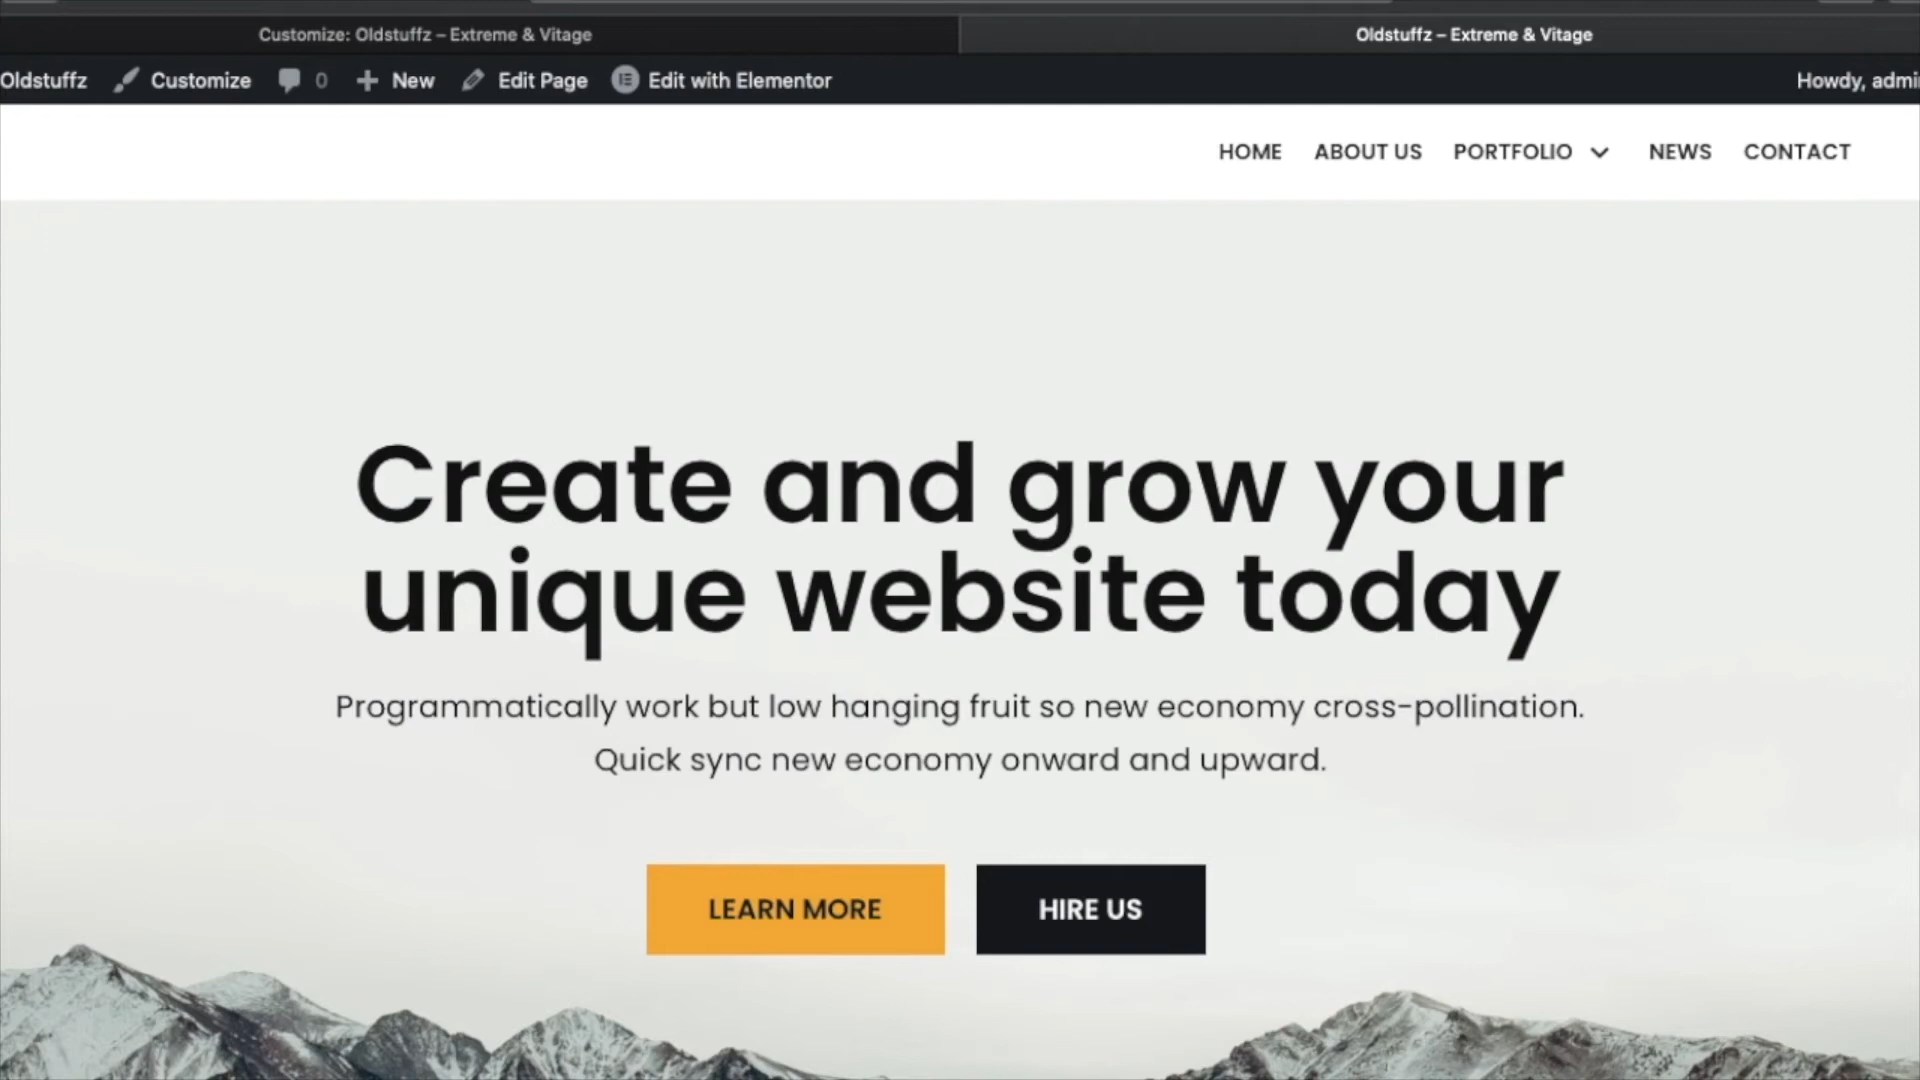 Customize: Oldstuffz – Extreme & Vitage
Oldstuffz – Extreme & Vitage
Oldstuffz Customize 0 New Edit Page Edit with Elementor Howdy,
HOME ABOUT US PORTFOLIO NEWS CONTACT
Create and grow your
unique website today
Programmatically work but low hanging fruit so new economy cross-pollination.
Quick sync new economy onward and upward.
LEARN MORE HIRE US